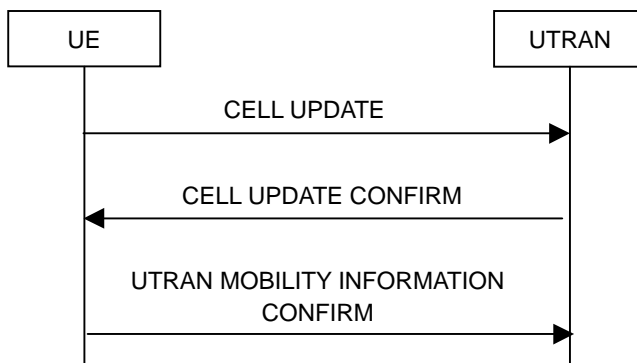 UE
UTRAN
CELL UPDATE
CELL UPDATE CONFIRM
UTRAN MOBILITY INFORMATION
CONFIRM